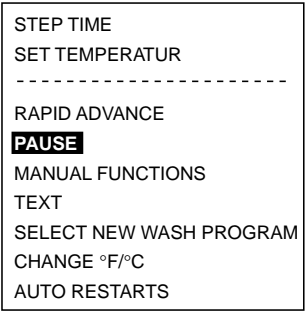 STEP TIME
SET TEMPERATUR
----------------------
RAPID ADVANCE
PAUSE
MANUAL FUNCTIONS
TEXT
SELECT NEW WASH PROGRAM
CHANGE °F/°C
AUTO RESTARTS